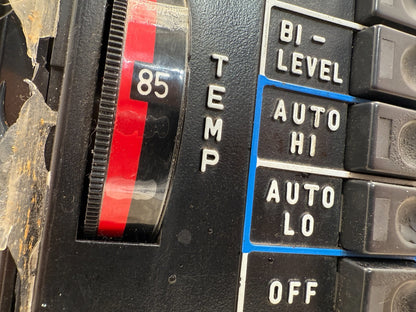 85
TEMP
BI-
LEVEL
AUTO
HI
AUTO
LO
OFF